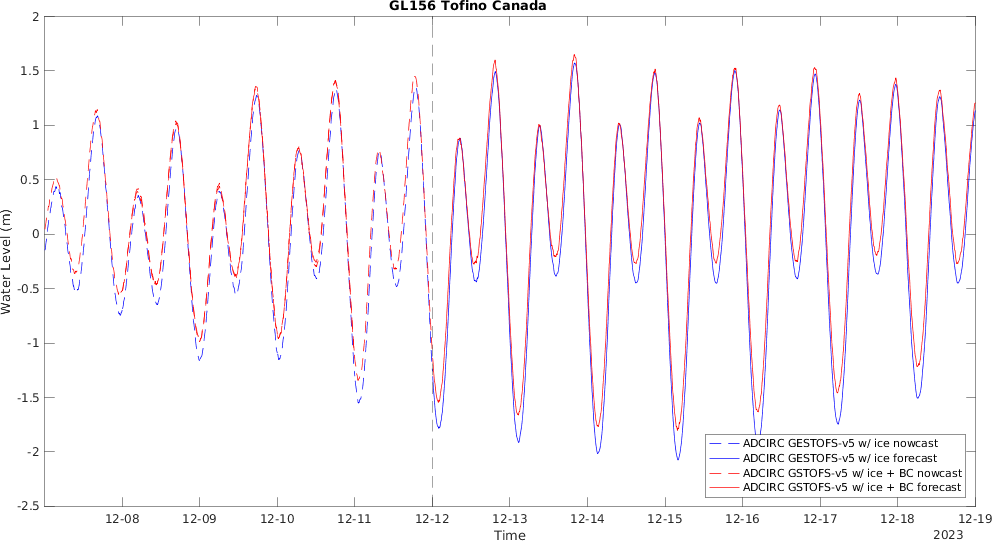 GL156 Tofino Canada
2
1.5
1
0.5
0
-0.5
-1
-1.5
-2
-2.5
Water Level (m)
ADCIRC GESTOFS-v5 w/ ice nowcast
ADCIRC GESTOFS-v5 w/ ice forecast
ADCIRC GSTOFS-v5 w/ ice + BC nowcast
ADCIRC GSTOFS-v5 w/ ice + BC forecast
12-08 12-09 12-10 12-11 12-12 12-13 12-14 12-15 12-16 12-17 12-18 12-19
Time
2023